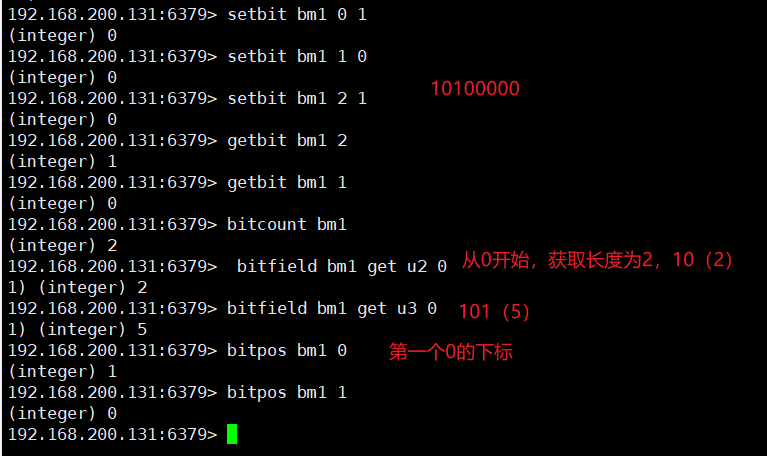 192.168.200.131:6379> setbit bm1 0 1
(integer) 0
192.168.200.131:6379> setbit bm1 1 0
(integer) 0
10100000
192.168.200.131:6379> setbit bm1 2 1
(integer) 0
192.168.200.131:6379> getbit bm1 2
(integer) 1
192.168.200.131:6379> getbit bm1 1
(integer) 0
192.168.200.131:6379> bitcount bm1
(integer) 2
192.168.200.131:6379>  bitfield bm1 get u2 0 从0开始，获取长度为2，10（2）
1) (integer) 2
192.168.200.131:6379> bitfield bm1 get u3 0 101（5）
1) (integer) 5
192.168.200.131:6379> bitpos bm1 0 第一个0的下标
(integer) 1
192.168.200.131:6379> bitpos bm1 1
(integer) 0
192.168.200.131:6379>